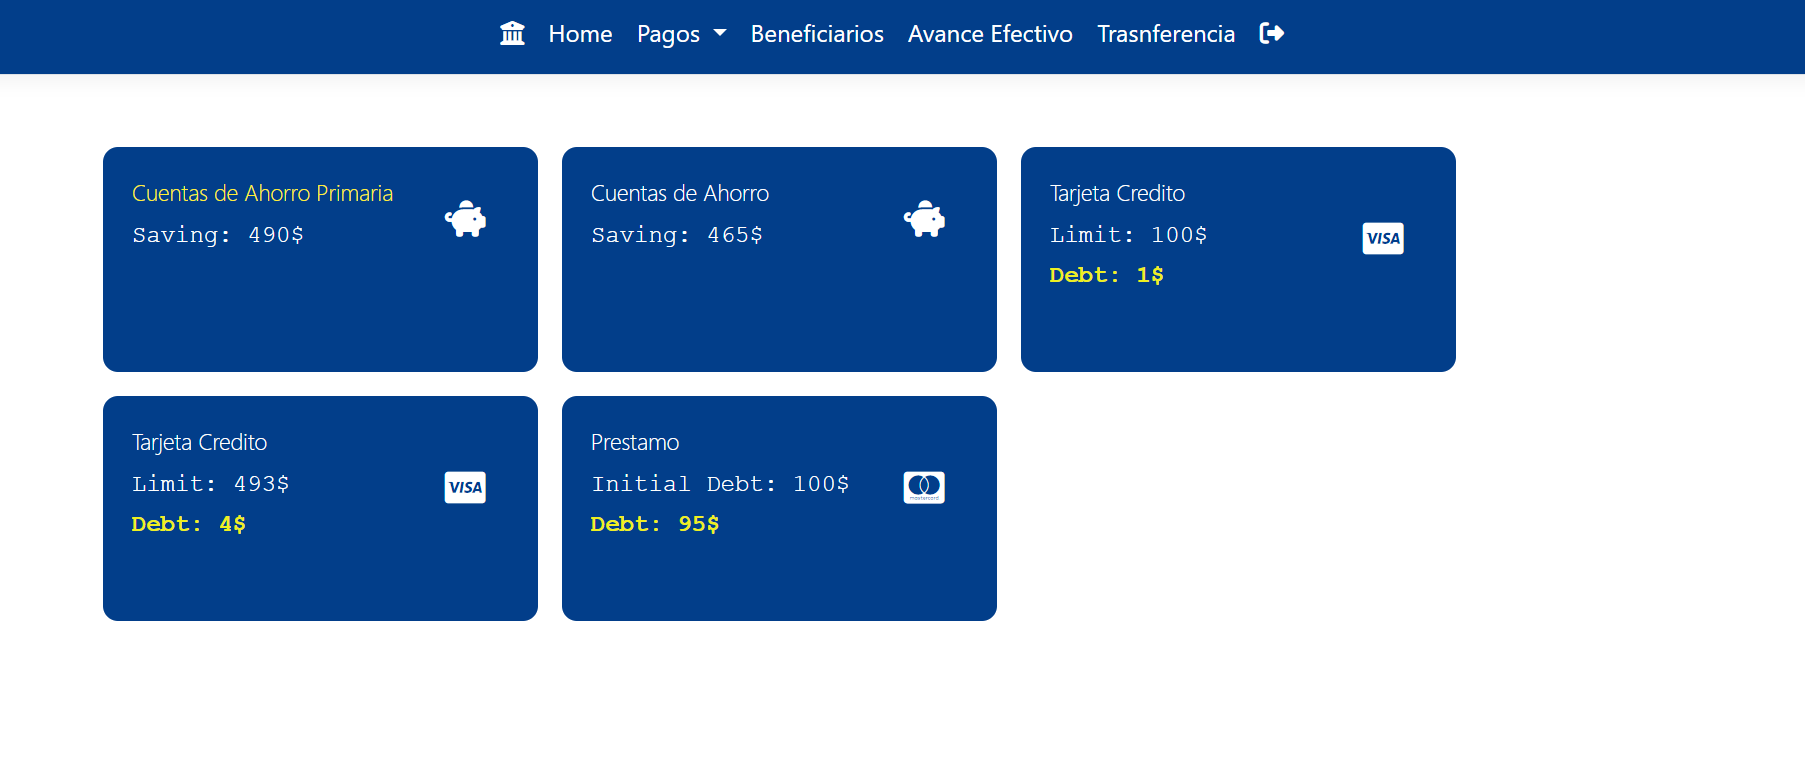 Home Pagos Beneficiarios Avance Efectivo Trasnferencia
Cuentas de Ahorro Primaria
Saving: 490$
Cuentas de Ahorro
Saving: 465$
Tarjeta Credito
Limit: 100$
VISA
Debt: 1$
Tarjeta Credito
Limit: 493$
VISA
Debt: 4$
Prestamo
Initial Debt: 100$
mastercard
Debt: 95$